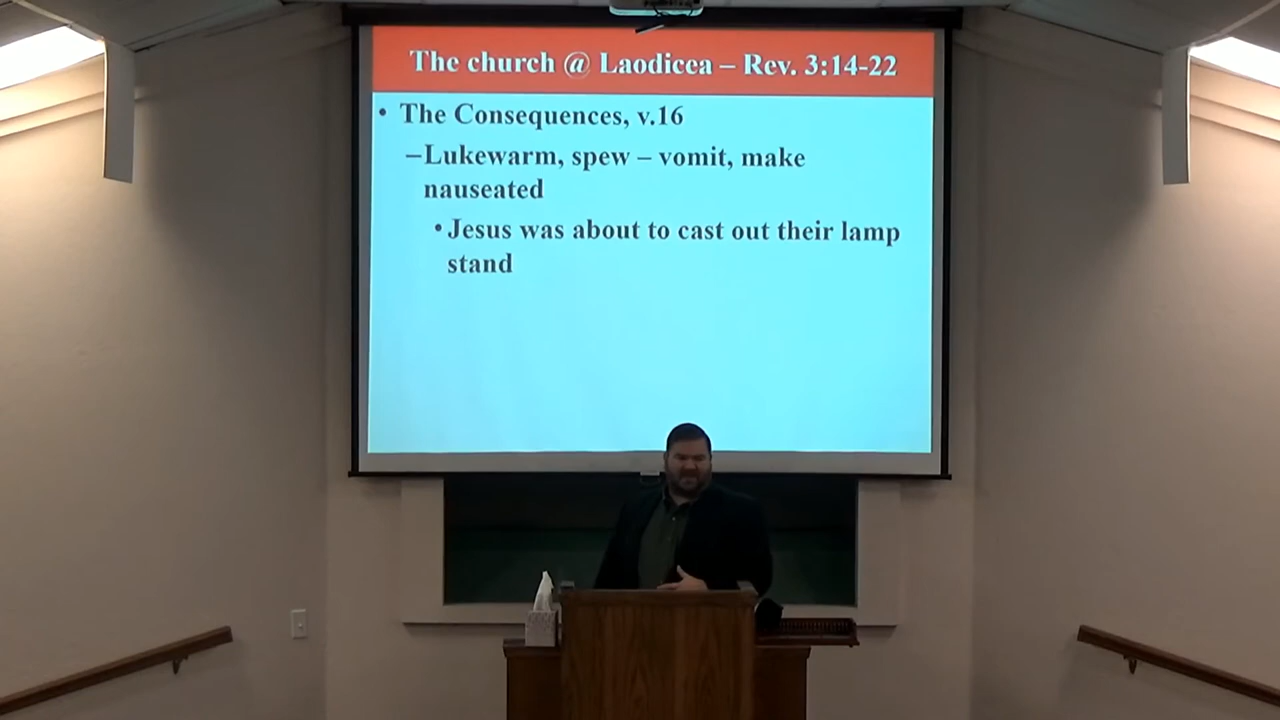 The church @ Laodicea – Rev. 3:14-22
• The Consequences, v.16
–Lukewarm, spew – vomit, make
nauseated
• Jesus was about to cast out their lamp
stand